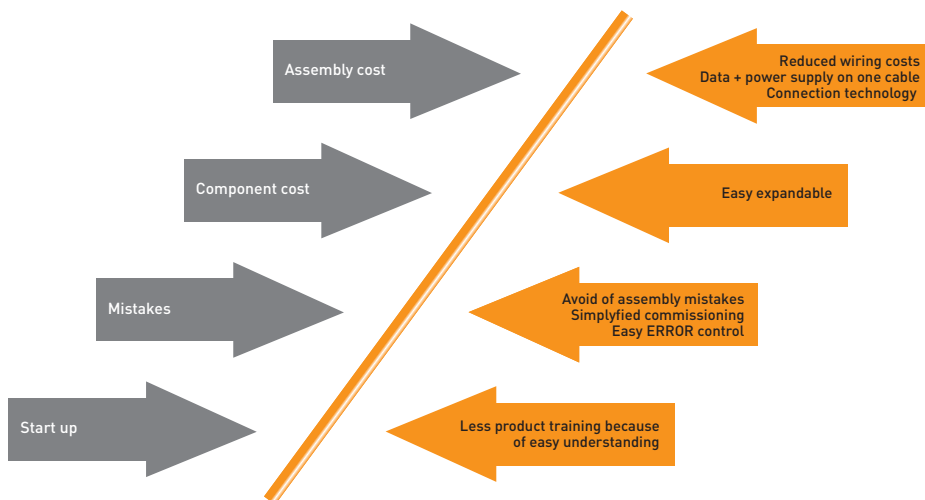 Assembly cost
Reduced wiring costs
Data + power supply on one cable
Connection technology
Component cost
Easy expandable
Mistakes
Avoid of assembly mistakes
Simplyfied commissioning
Easy ERROR control
Start up
Less product training because
of easy understanding